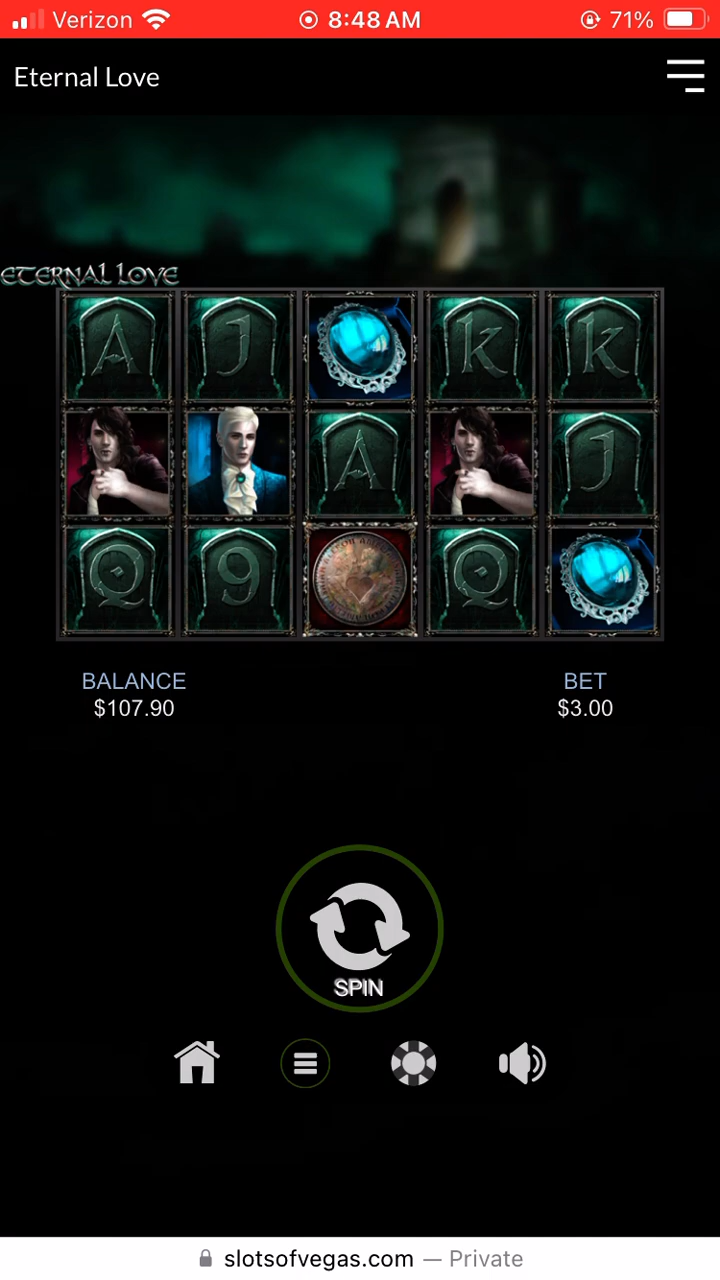 Verizon 8:48 AM 71%
Eternal Love
ETERNAL LOVE
A J K K
A J
Q 9 Q
BALANCE BET
$107.90 $3.00
SPIN
slotsofvegas.com — Private